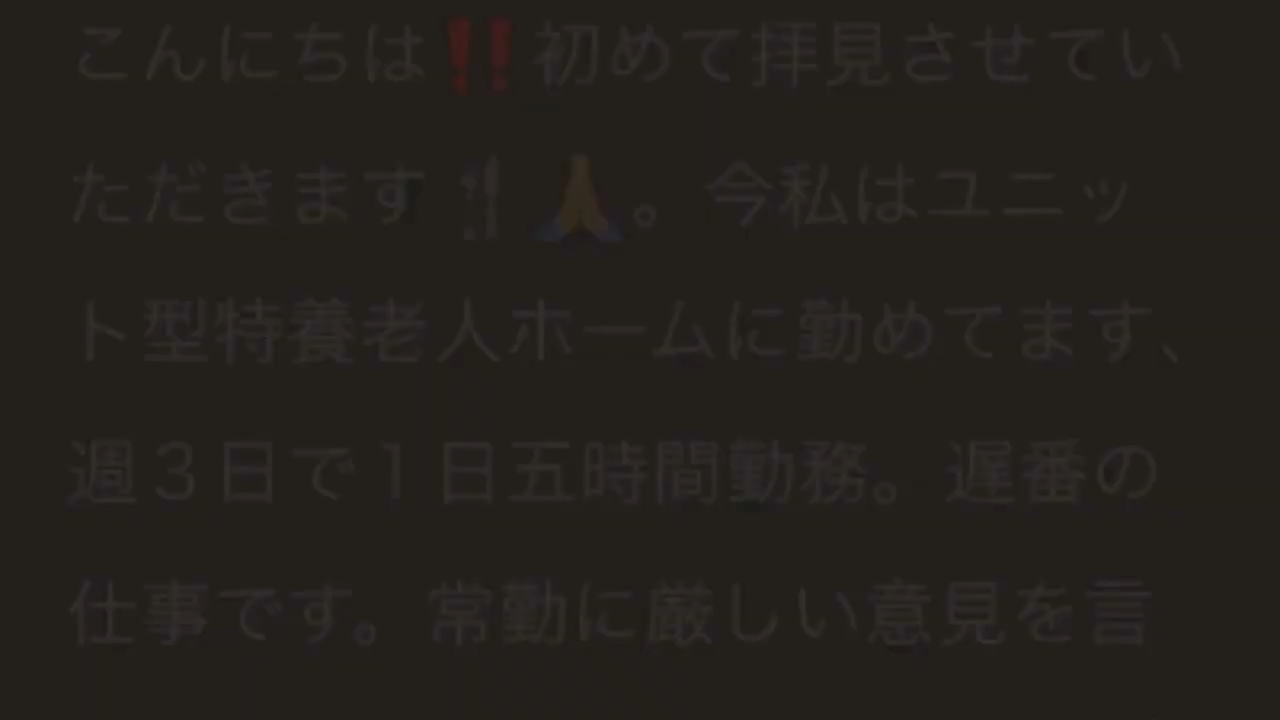 こんにちは‼️初めて拝見させてい
ただきます🙏。今私はユニッ
ト型特養老人ホームに勤めてます、
週３日で１日五時間勤務。遅番の
仕事です。常勤に厳しい意見を言